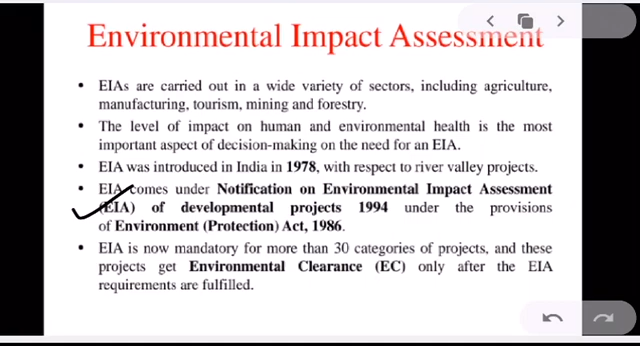 Environmental Impact Assessment
• EIAs are carried out in a wide variety of sectors, including agriculture,
manufacturing, tourism, mining and forestry.
• The level of impact on human and environmental health is the most
important aspect of decision-making on the need for an EIA.
• EIA was introduced in India in 1978, with respect to river valley projects.
• EIA comes under Notification on Environmental Impact Assessment
(EIA) of developmental projects 1994 under the provisions
of Environment (Protection) Act, 1986.
• EIA is now mandatory for more than 30 categories of projects, and these
projects get Environmental Clearance (EC) only after the EIA
requirements are fulfilled.